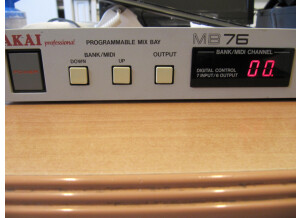 AKAI professional PROGRAMMABLE MIX BAY MB76
BANK/MIDI OUTPUT BANK/MIDI CHANNEL
DOWN UP
00.
DIGITAL CONTROL
7 INPUT/6 OUTPUT